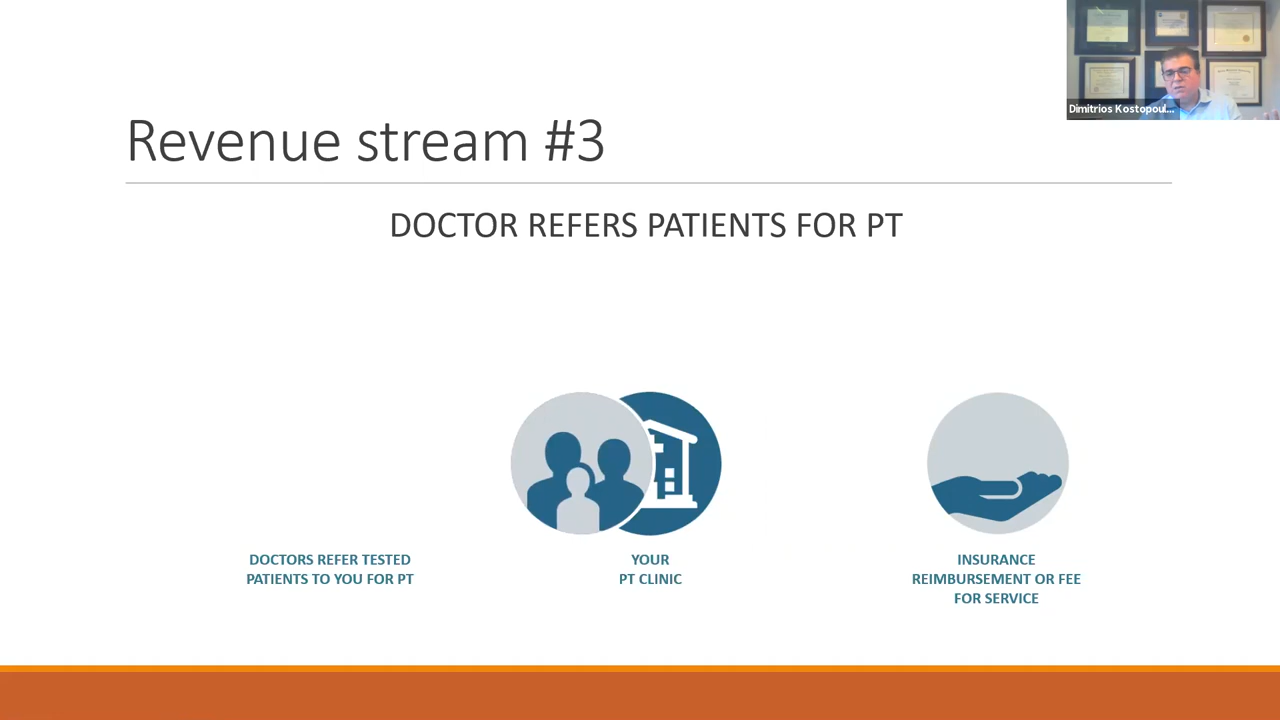 Dimitrios Kostopoul...
Revenue stream #3
DOCTOR REFERS PATIENTS FOR PT
DOCTORS REFER TESTED
PATIENTS TO YOU FOR PT
YOUR
PT CLINIC
INSURANCE
REIMBURSEMENT OR FEE
FOR SERVICE